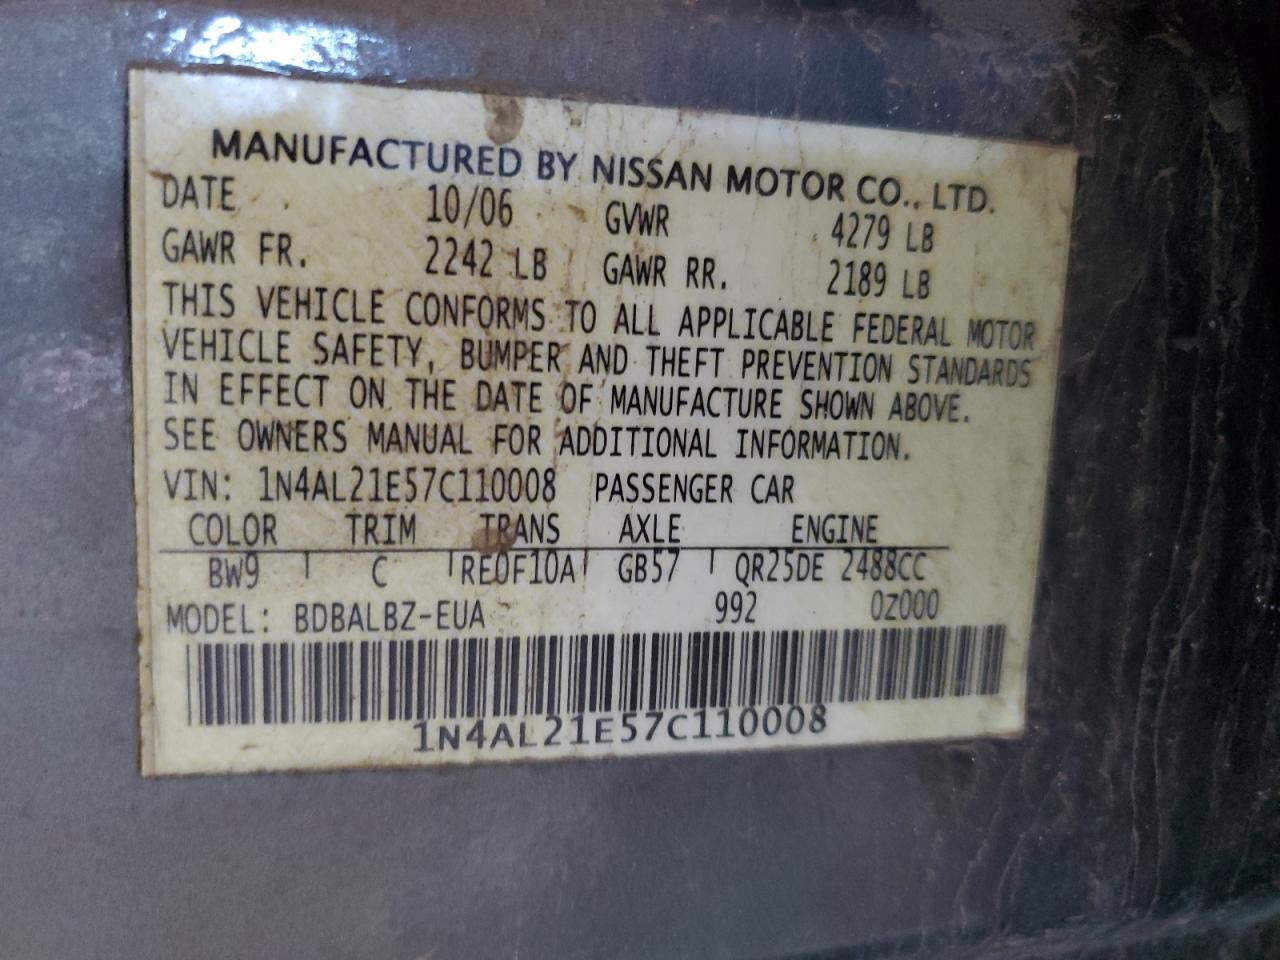 MANUFACTURED BY NISSAN MOTOR CO., LTD.
DATE 10/06 GVWR 4279 LB
GAWR FR. 2242 LB GAWR RR. 2189 LB
THIS VEHICLE CONFORMS TO ALL APPLICABLE FEDERAL MOTOR
VEHICLE SAFETY, BUMPER AND THEFT PREVENTION STANDARDS
IN EFFECT ON THE DATE OF MANUFACTURE SHOWN ABOVE.
SEE OWNERS MANUAL FOR ADDITIONAL INFORMATION.
VIN: 1N4AL21E57C110008 PASSENGER CAR
COLOR TRIM TRANS AXLE ENGINE
BW9 C RE0F10A GB57 QR25DE 2488CC
MODEL: BDBALBZ-EUA 992 0Z000
1N4AL21E57C110008